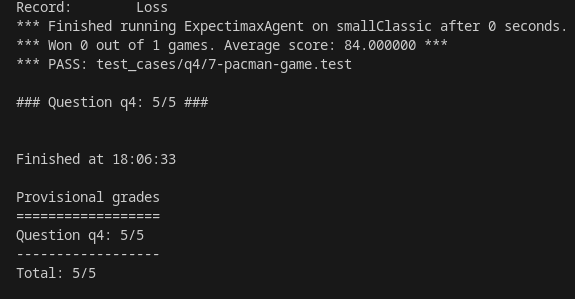 Record:        Loss
*** Finished running ExpectimaxAgent on smallClassic after 0 seconds.
*** Won 0 out of 1 games. Average score: 84.000000 ***
*** PASS: test_cases/q4/7-pacman-game.test
### Question q4: 5/5 ###
Finished at 18:06:33
Provisional grades
==================
Question q4: 5/5
------------------
Total: 5/5